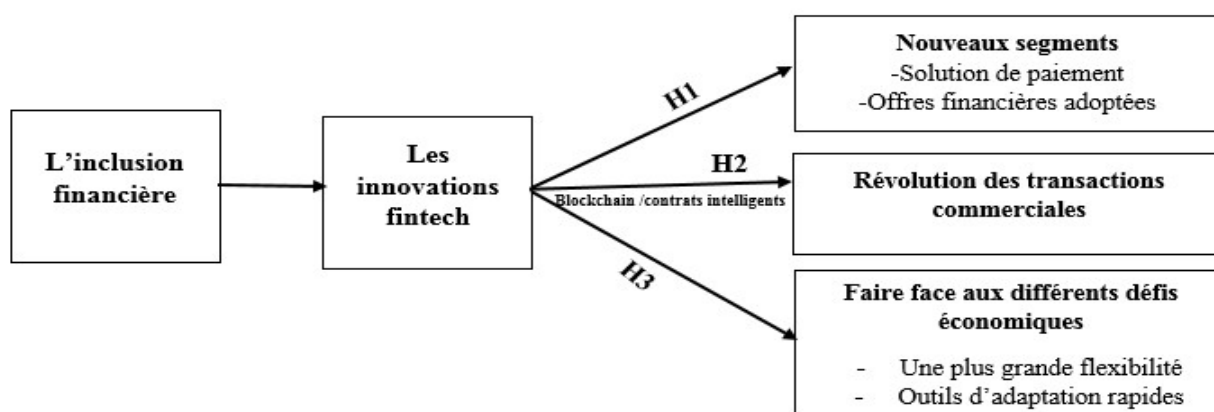 L'inclusion
financière
Les
innovations
fintech
H1
H2
Blockchain /contrats intelligents
H3
Nouveaux segments
-Solution de paiement
-Offres financières adoptées
Révolution des transactions
commerciales
Faire face aux différents défis
économiques
- Une plus grande flexibilité
- Outils d'adaptation rapides